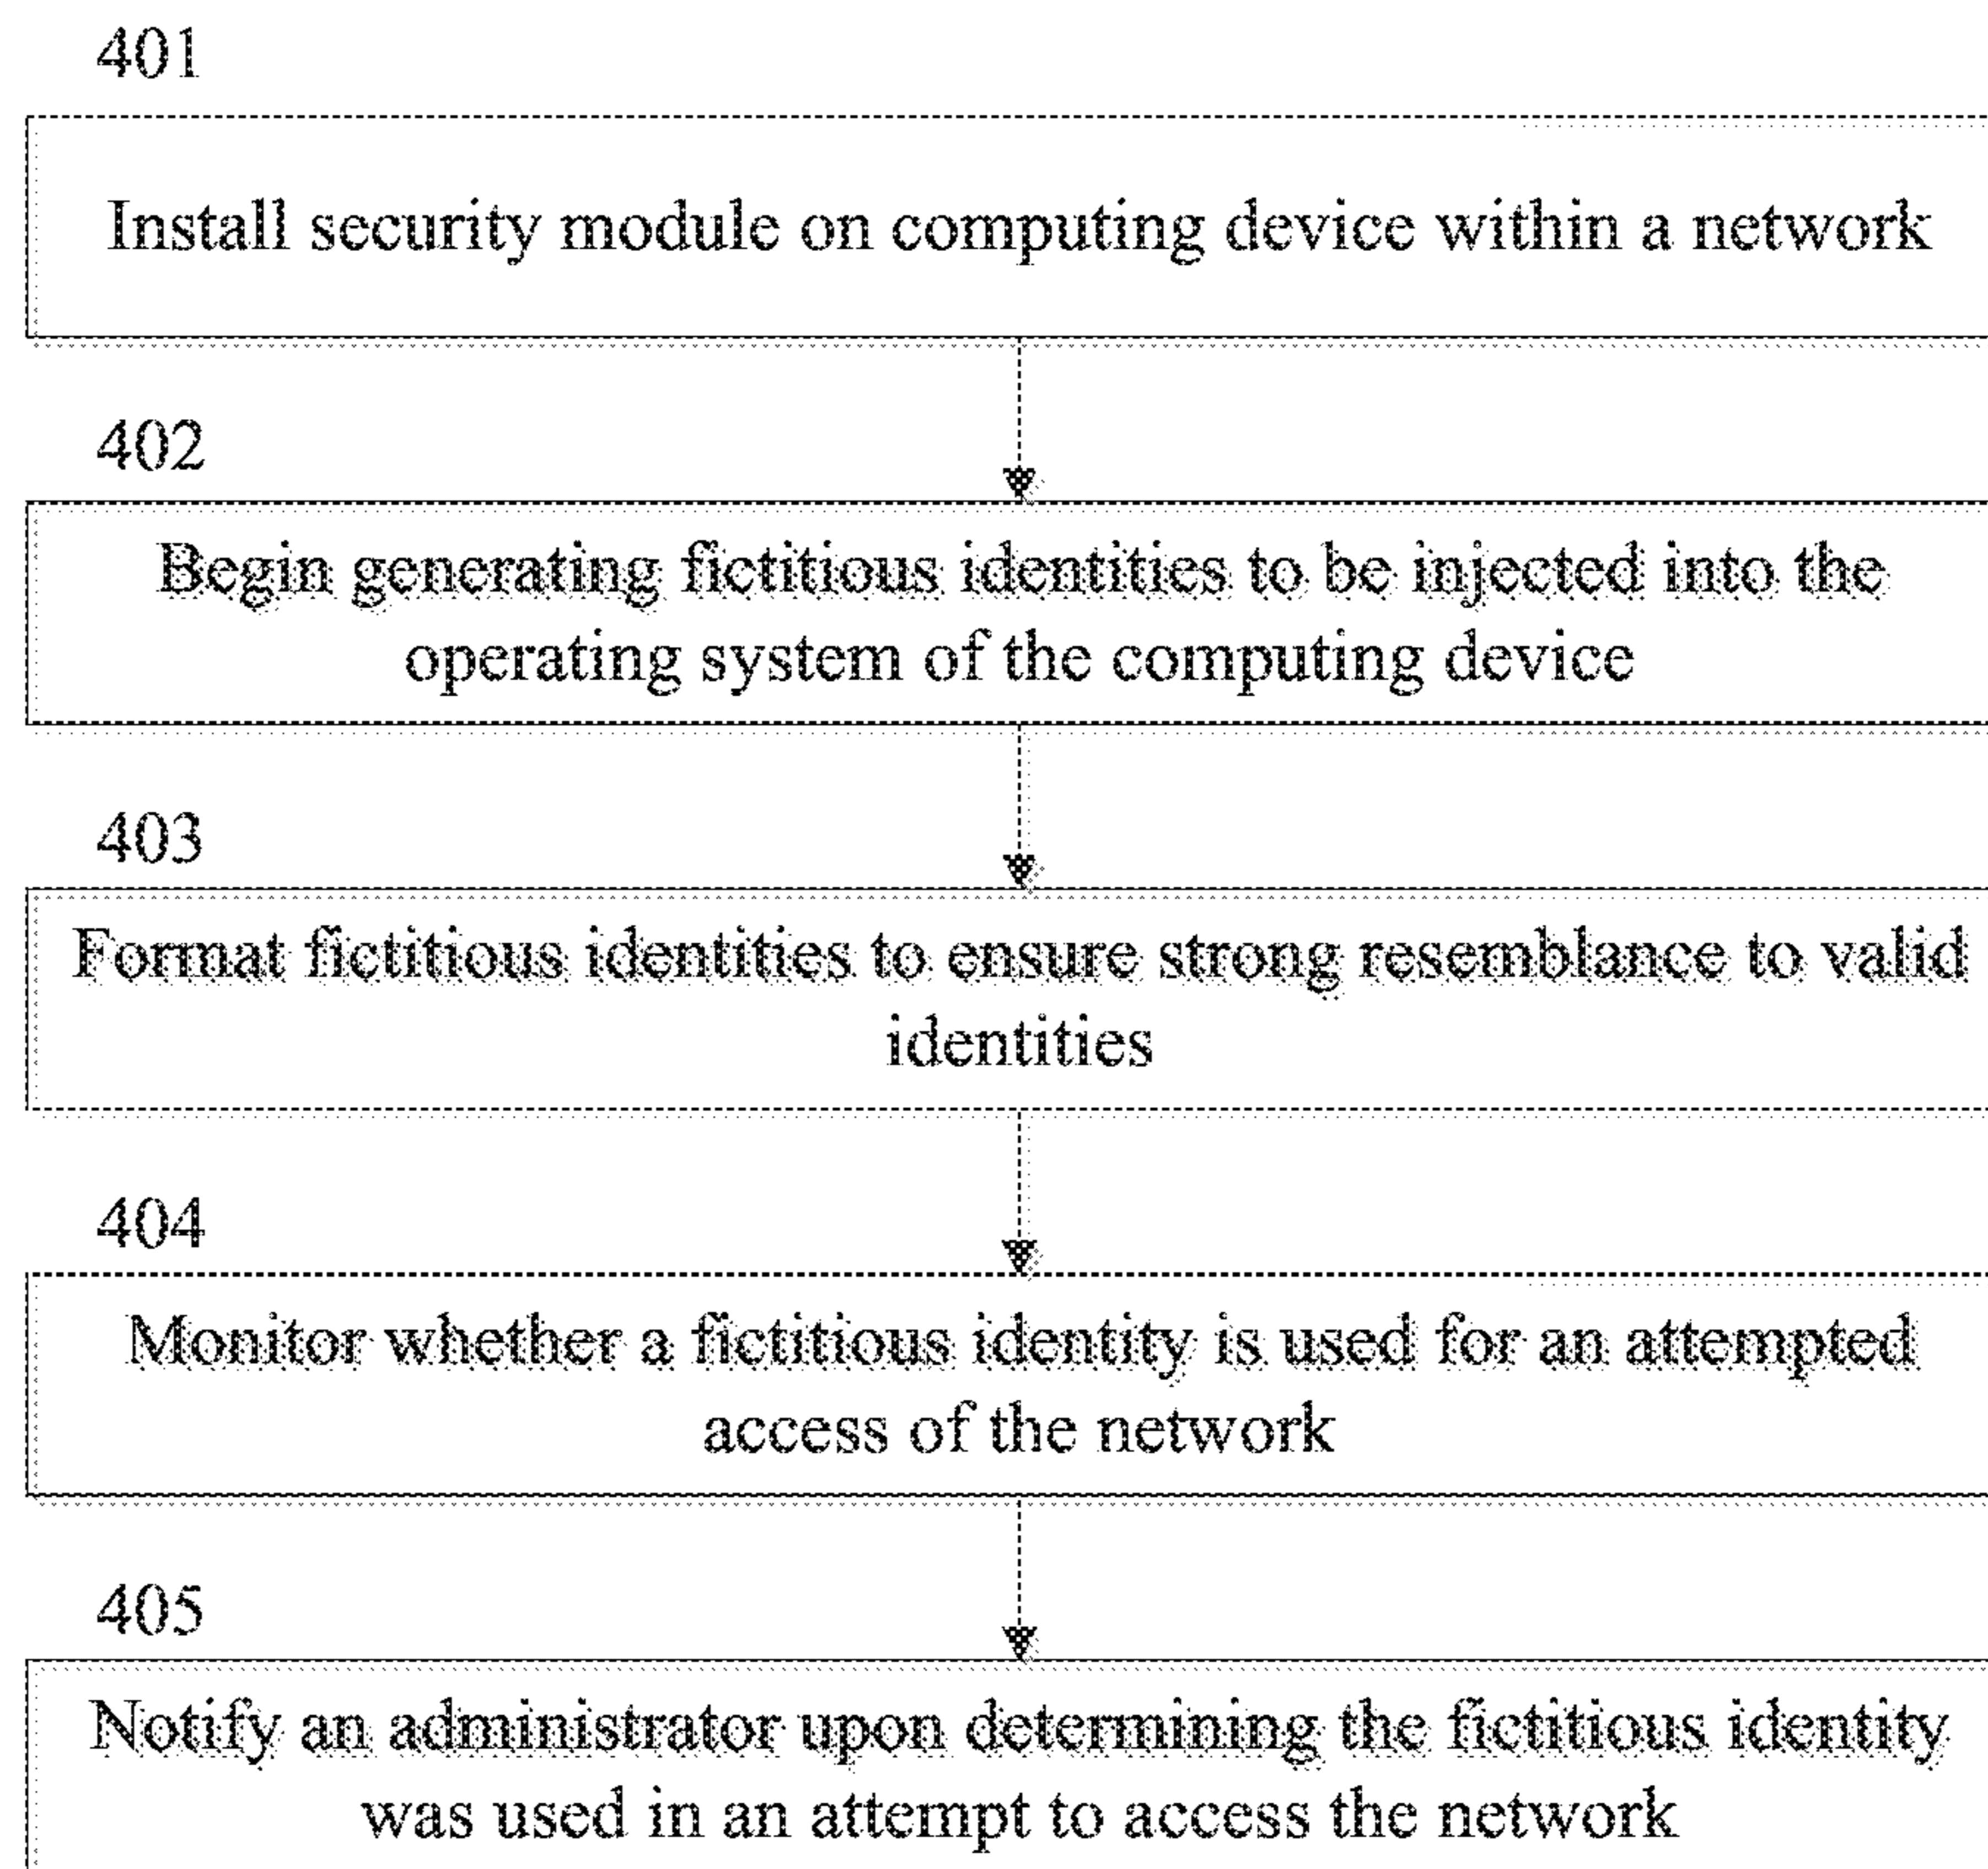 401
Install security module on computing device within a network
402
Begin generating fictitious identities to be injected into the
operating system of the computing device
403
Format fictitious identities to ensure strong resemblance to valid
identities
404
Monitor whether a fictitious identity is used for an attempted
access of the network
405
Notify an administrator upon determining the fictitious identity
was used in an attempt to access the network